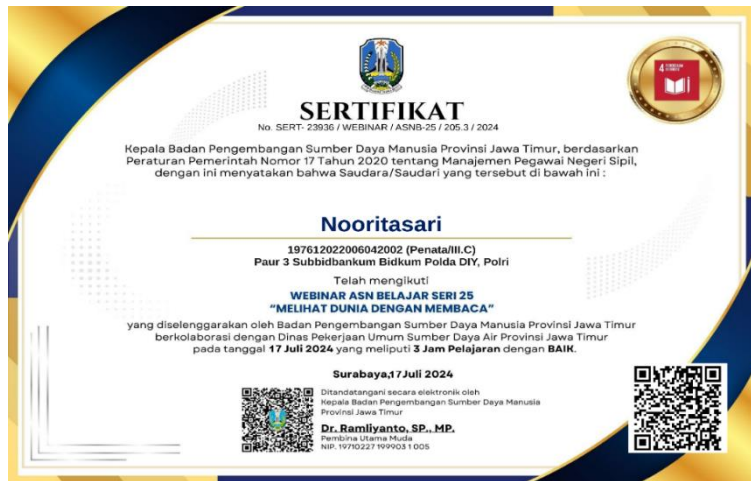 SERTIFIKAT
No. SERT- 23936 / WEBINAR / ASNB-25 / 205.3 / 2024
Kepala Badan Pengembangan Sumber Daya Manusia Provinsi Jawa Timur, berdasarkan
Peraturan Pemerintah Nomor 17 Tahun 2020 tentang Manajemen Pegawai Negeri Sipil,
dengan ini menyatakan bahwa Saudara/Saudari yang tersebut di bawah ini :
Nooritasari
197612022006042002 (Penata/III.C)
Paur 3 Subbidbankum Bidkum Polda DIY, Polri
Telah mengikuti
WEBINAR ASN BELAJAR SERI 25
“MELIHAT DUNIA DENGAN MEMBACA”
yang diselenggarakan oleh Badan Pengembangan Sumber Daya Manusia Provinsi Jawa Timur
berkolaborasi dengan Dinas Pekerjaan Umum Sumber Daya Air Provinsi Jawa Timur
pada tanggal 17 Juli 2024 yang meliputi 3 Jam Pelajaran dengan BAIK.
Surabaya,17 Juli 2024
Ditandatangani secara elektronik oleh
Kepala Badan Pengembangan Sumber Daya Manusia
Provinsi Jawa Timur
Dr. Ramliyanto, SP., MP.
Pembina Utama Muda
NIP. 19710227 199903 1 005